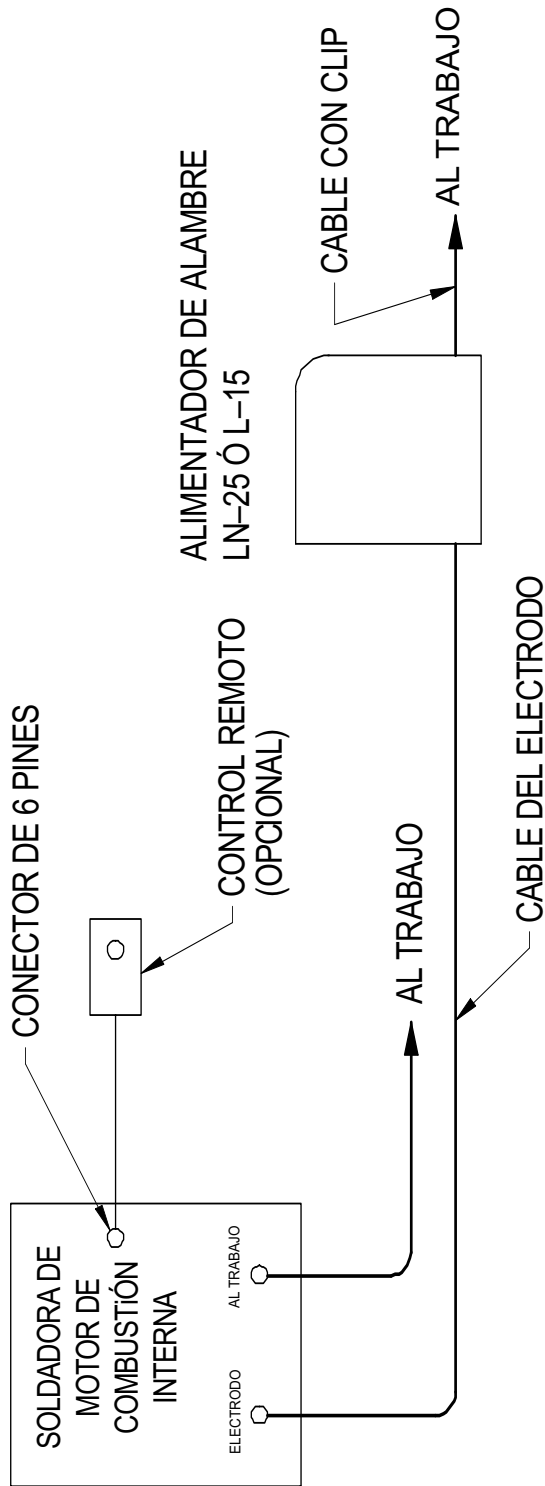 CONECTOR DE 6 PINES
SOLDADORA DE
MOTOR DE
COMBUSTiÓN
INTERNA
ELECTRODO
AL TRABAJO
CONTROL REMOTO
(OPCIONAL)
ALIMENTADOR DE ALAMBRE
LN–25 Ó L–15
CABLE CON CLIP
AL TRABAJO
AL TRABAJO
CABLE DEL ELECTRODO